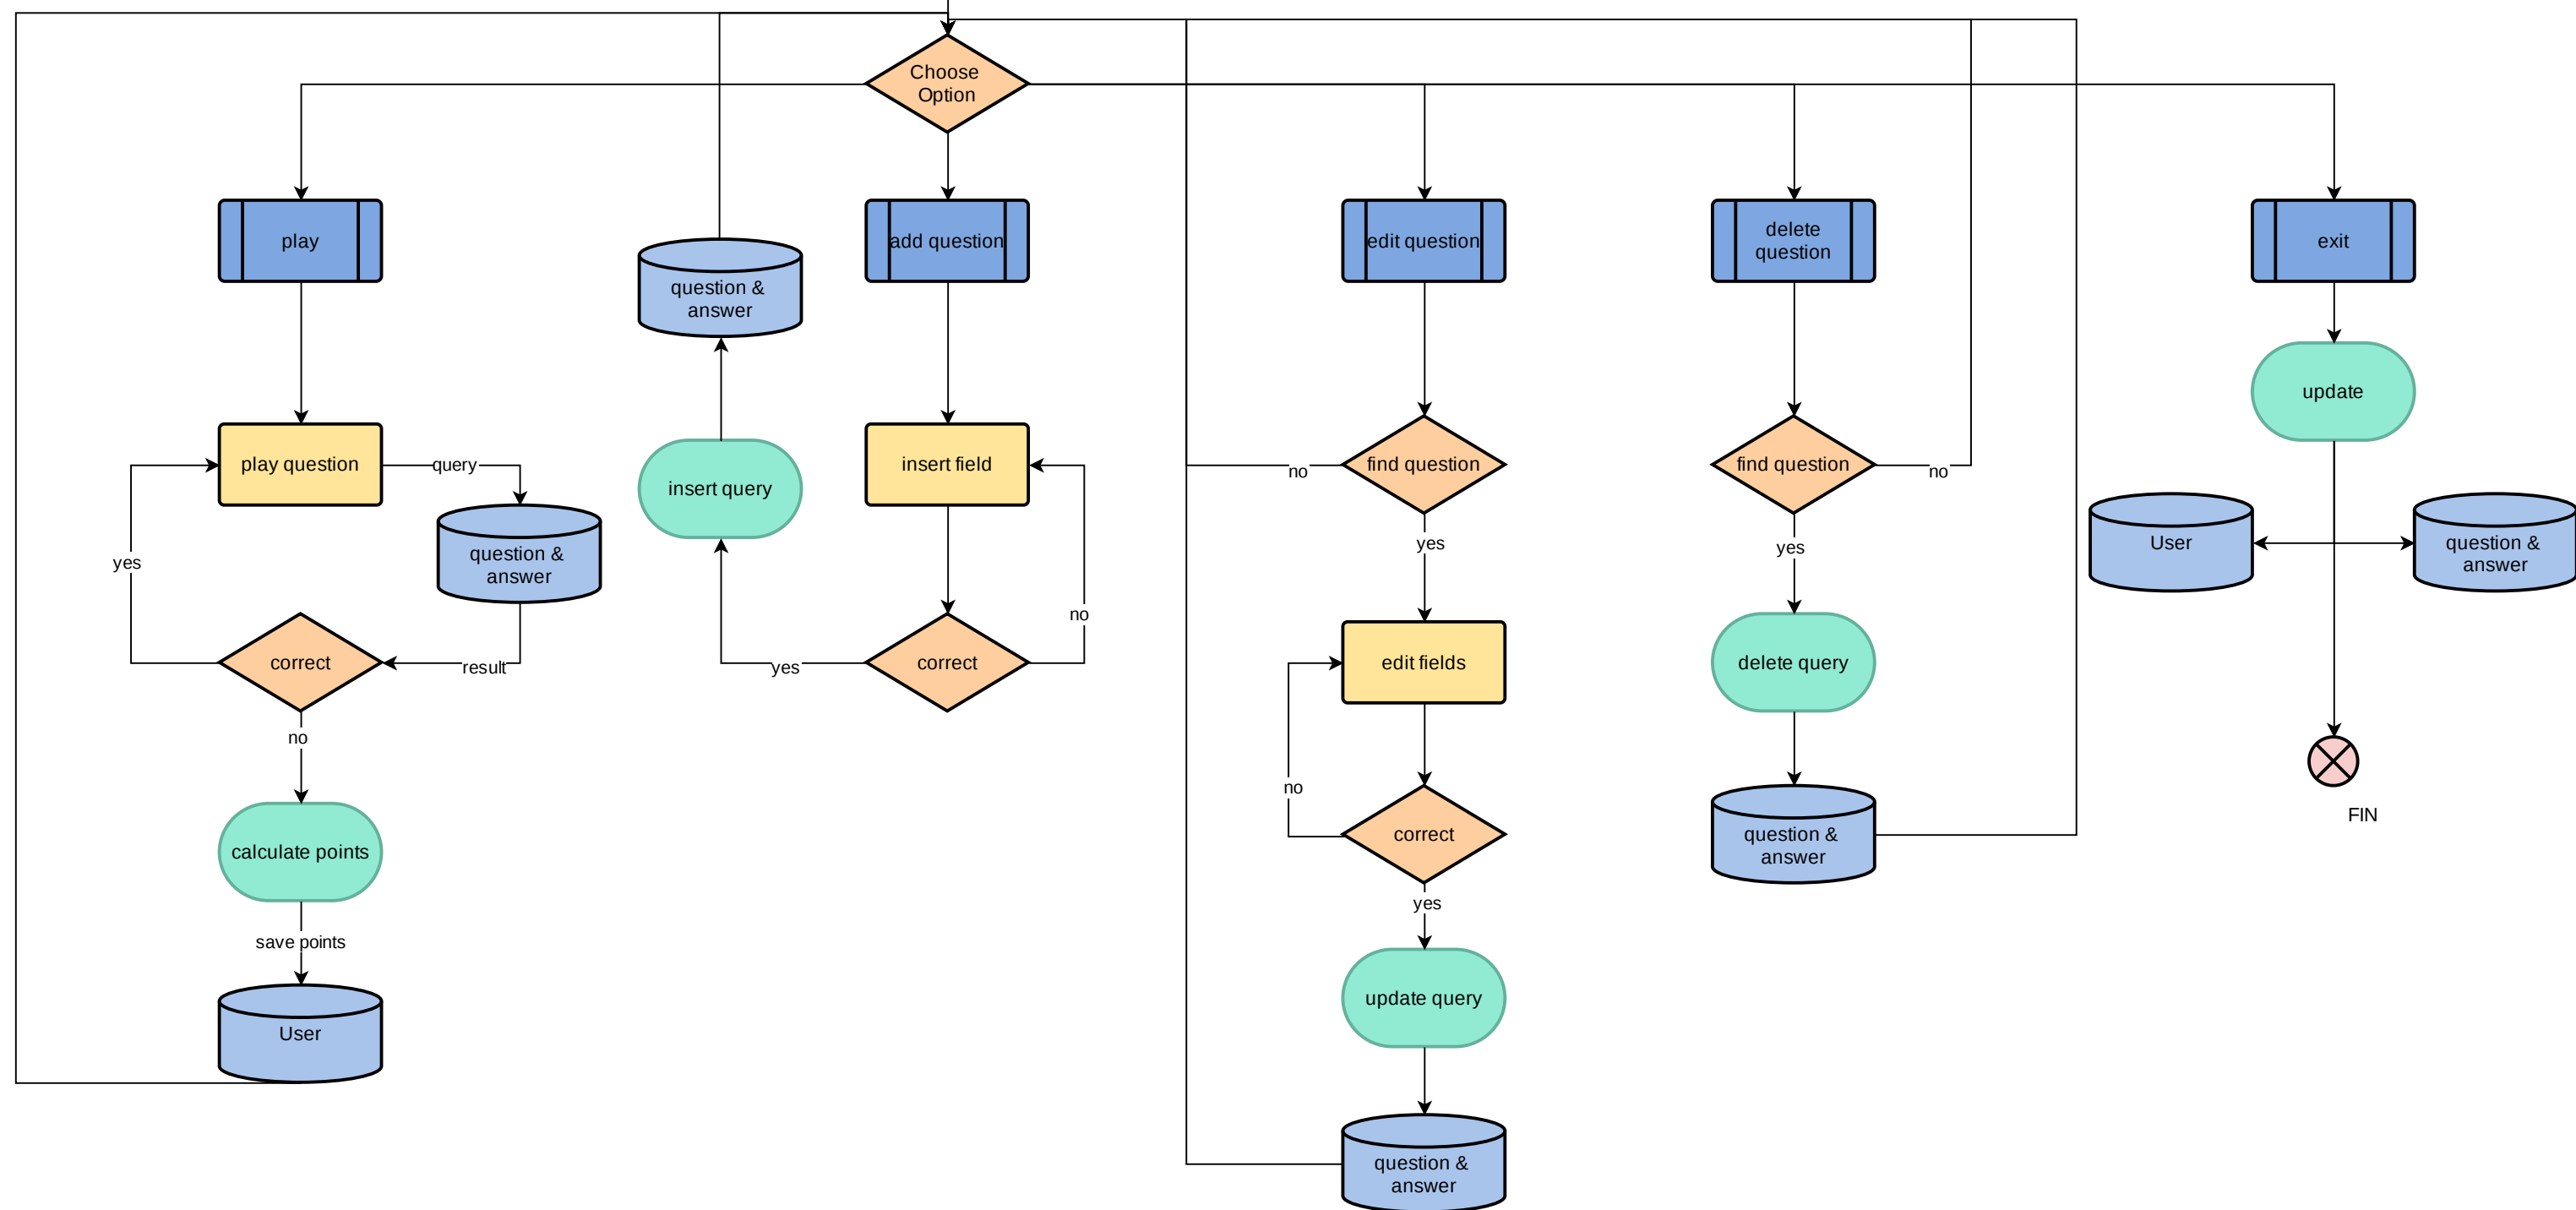 Choose
Option
play
add question
edit question
delete
question
exit
question &
answer
update
play question
query
insert query
insert field
no
find question
find question
no
yes
question &
answer
yes
yes
User
question &
answer
no
correct
result
yes
correct
edit fields
delete query
no
no
correct
question &
answer
FIN
calculate points
yes
save points
update query
User
question &
answer